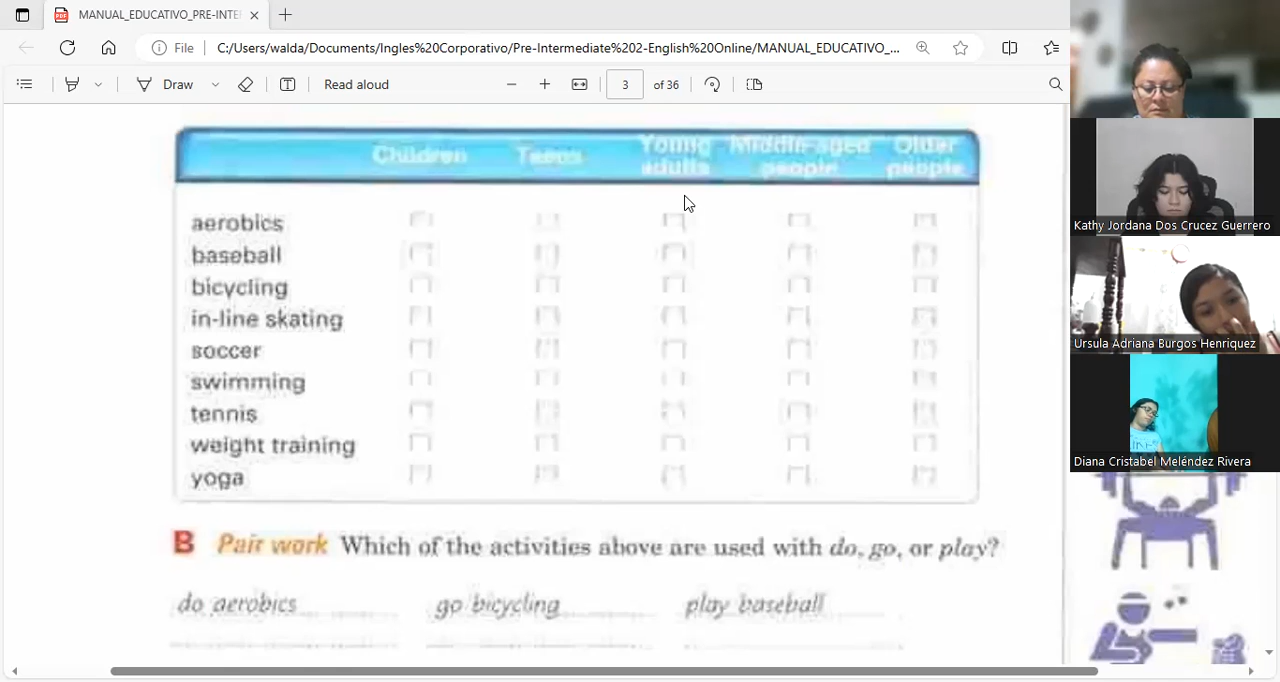 MANUAL_EDUCATIVO_PRE-INTE
File C:/Users/walda/Documents/Ingles%20Corporativo/Pre-Intermediate%202-English%20Online/MANUAL_EDUCATIVO_...
Draw Read aloud 3 of 36
Children Teens Young adults Middle-aged people Older people
aerobics
baseball
bicycling
in-line skating
soccer
swimming
tennis
weight training
yoga
B Pair work Which of the activities above are used with do, go, or play?
do aerobics go bicycling play baseball
Kathy Jordana Dos Crucez Guerrero
Ursula Adriana Burgos Henriquez
Diana Cristabel Meléndez Rivera